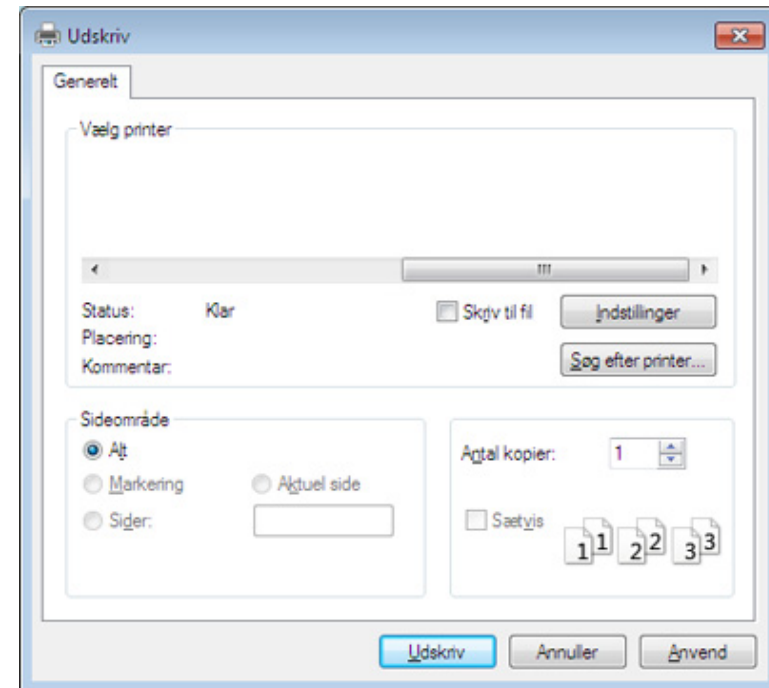 Udskriv
Generelt
Vælg printer
Status: Klar
Skriv til fil
Indstillinger
Placering:
Kommentar:
Søg efter printer...
Sideområde
Alt
Markering
Aktuel side
Sider:
Antal kopier: 1
Sætvis
1 1 2 2 3 3
Udskriv
Annuller
Anvend